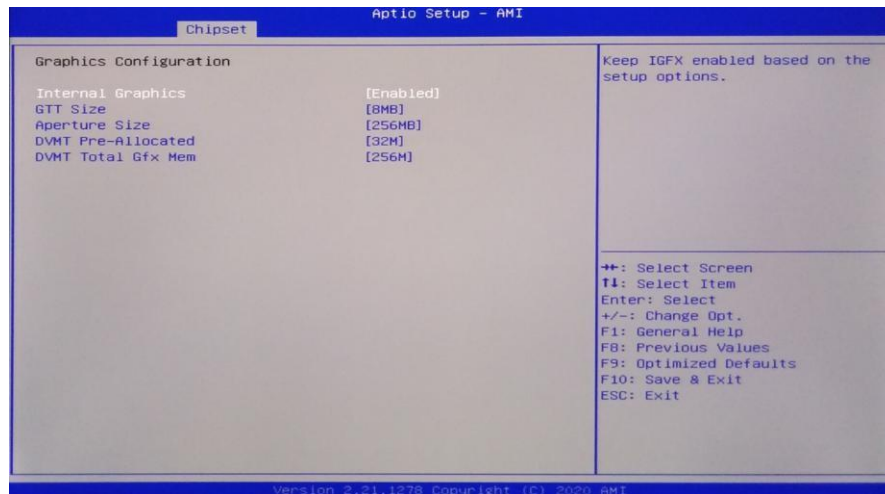 Aptio Setup - AMI
Chipset
Graphics Configuration
Internal Graphics [Enabled]
GTT Size [8MB]
Aperture Size [256MB]
DVMT Pre-Allocated [32M]
DVMT Total Gfx Mem [256M]
Keep IGFX enabled based on the
setup options.
→←: Select Screen
↑↓: Select Item
Enter: Select
+/-: Change Opt.
F1: General Help
F8: Previous Values
F9: Optimized Defaults
F10: Save & Exit
ESC: Exit
Version 2.21.1278 Copyright (C) 2020 AMI